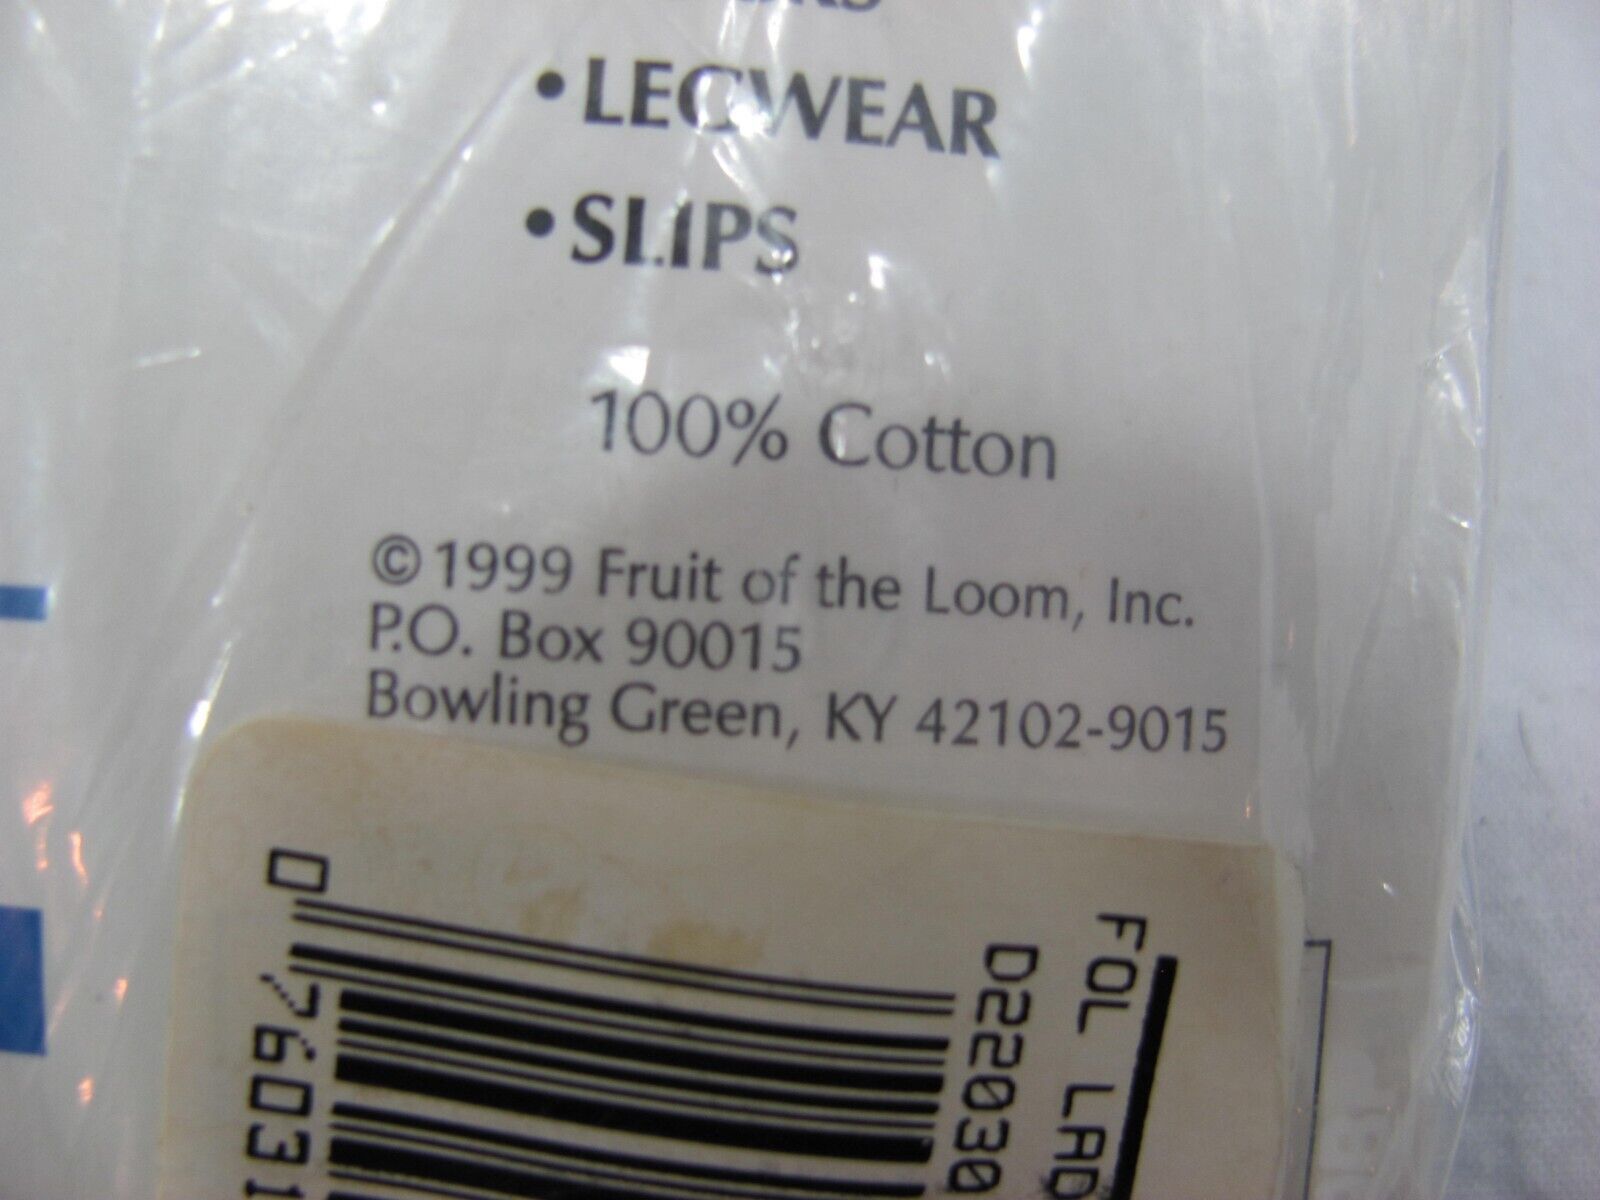 • LEGWEAR
• SLIPS
100% Cotton
© 1999 Fruit of the Loom, Inc.
P.O. Box 90015
Bowling Green, KY 42102-9015
FOL LAD
D22030
0 76031